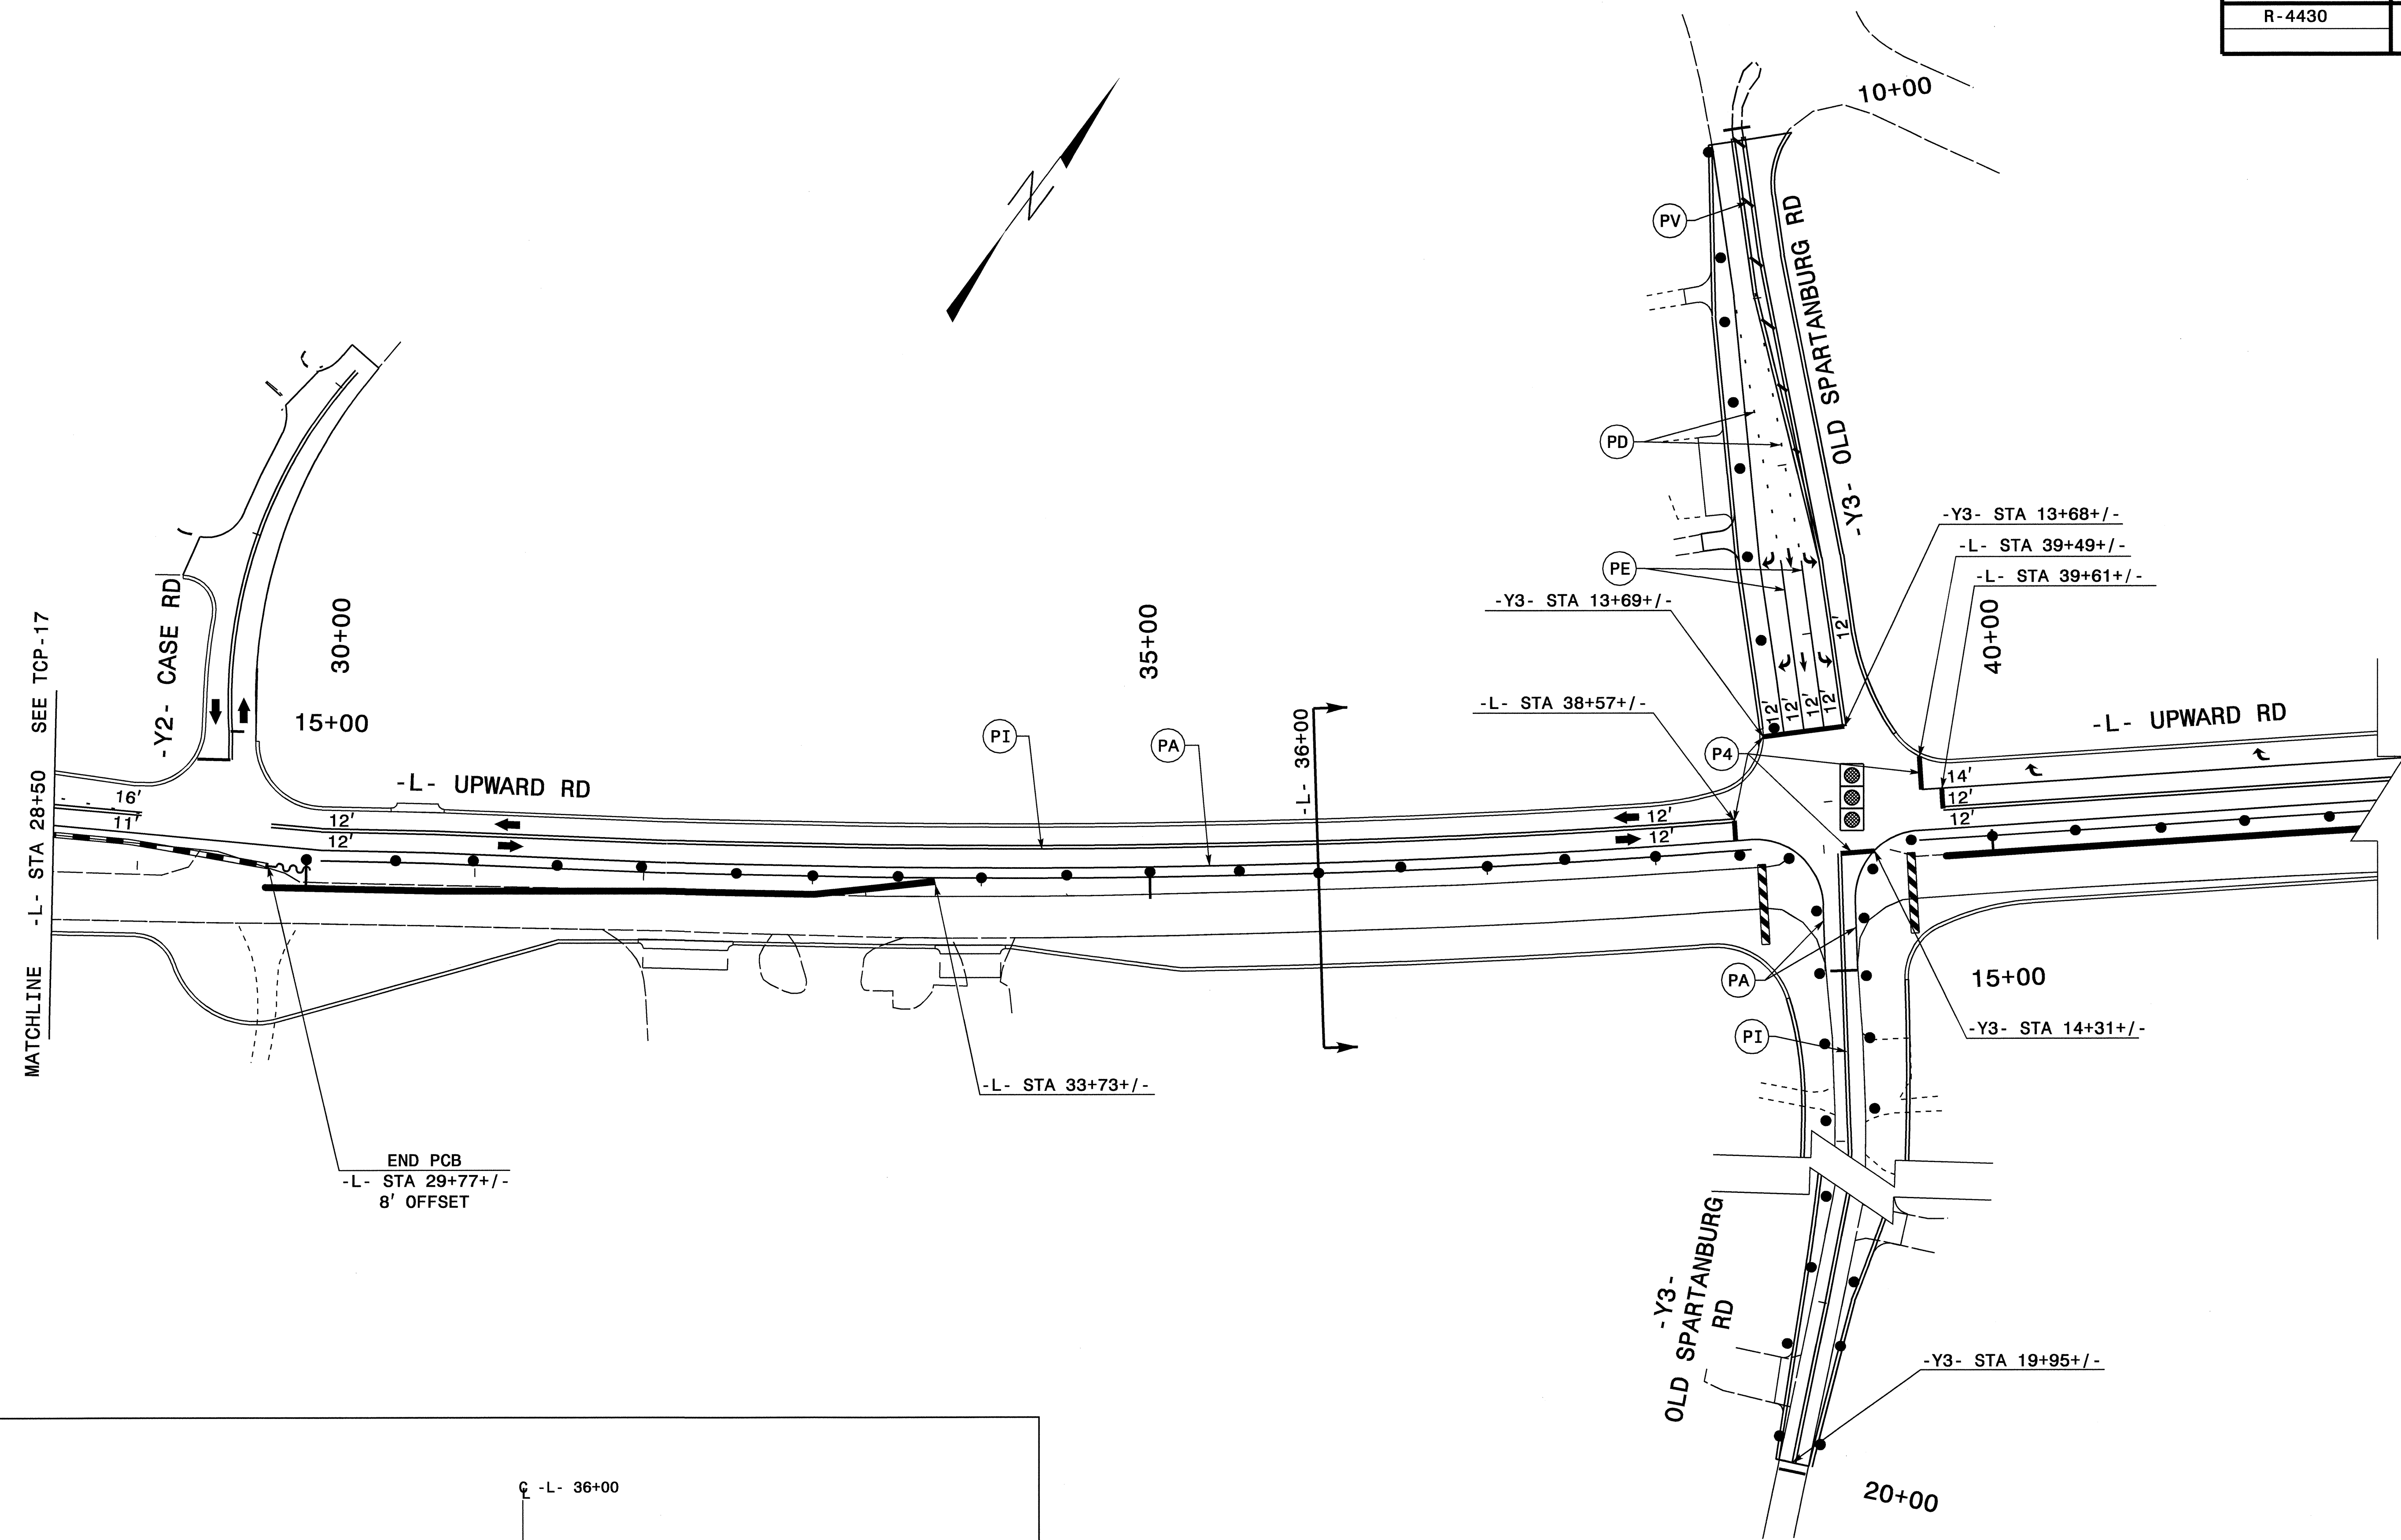 R-4430
10+00
PV
-Y3- OLD SPARTANBURG RD
PD
-Y3- STA 13+68+/-
-L- STA 39+49+/-
PE
-L- STA 39+61+/-
-Y3- STA 13+69+/-
MATCHLINE -L- STA 28+50 SEE TCP-17
-Y2- CASE RD
30+00
35+00
40+00
12'
15+00
-L- STA 38+57+/-
12'
12'
12'
12'
-L- UPWARD RD
PI
PA
-L- 36+00
P4
-L- UPWARD RD
14'
16'
12'
11'
12'
12'
12'
12'
12'
PA
15+00
PI
-Y3- STA 14+31+/-
-L- STA 33+73+/-
END PCB
-L- STA 29+77+/-
8' OFFSET
-Y3-
OLD SPARTANBURG
RD
-Y3- STA 19+95+/-
℄ -L- 36+00
20+00